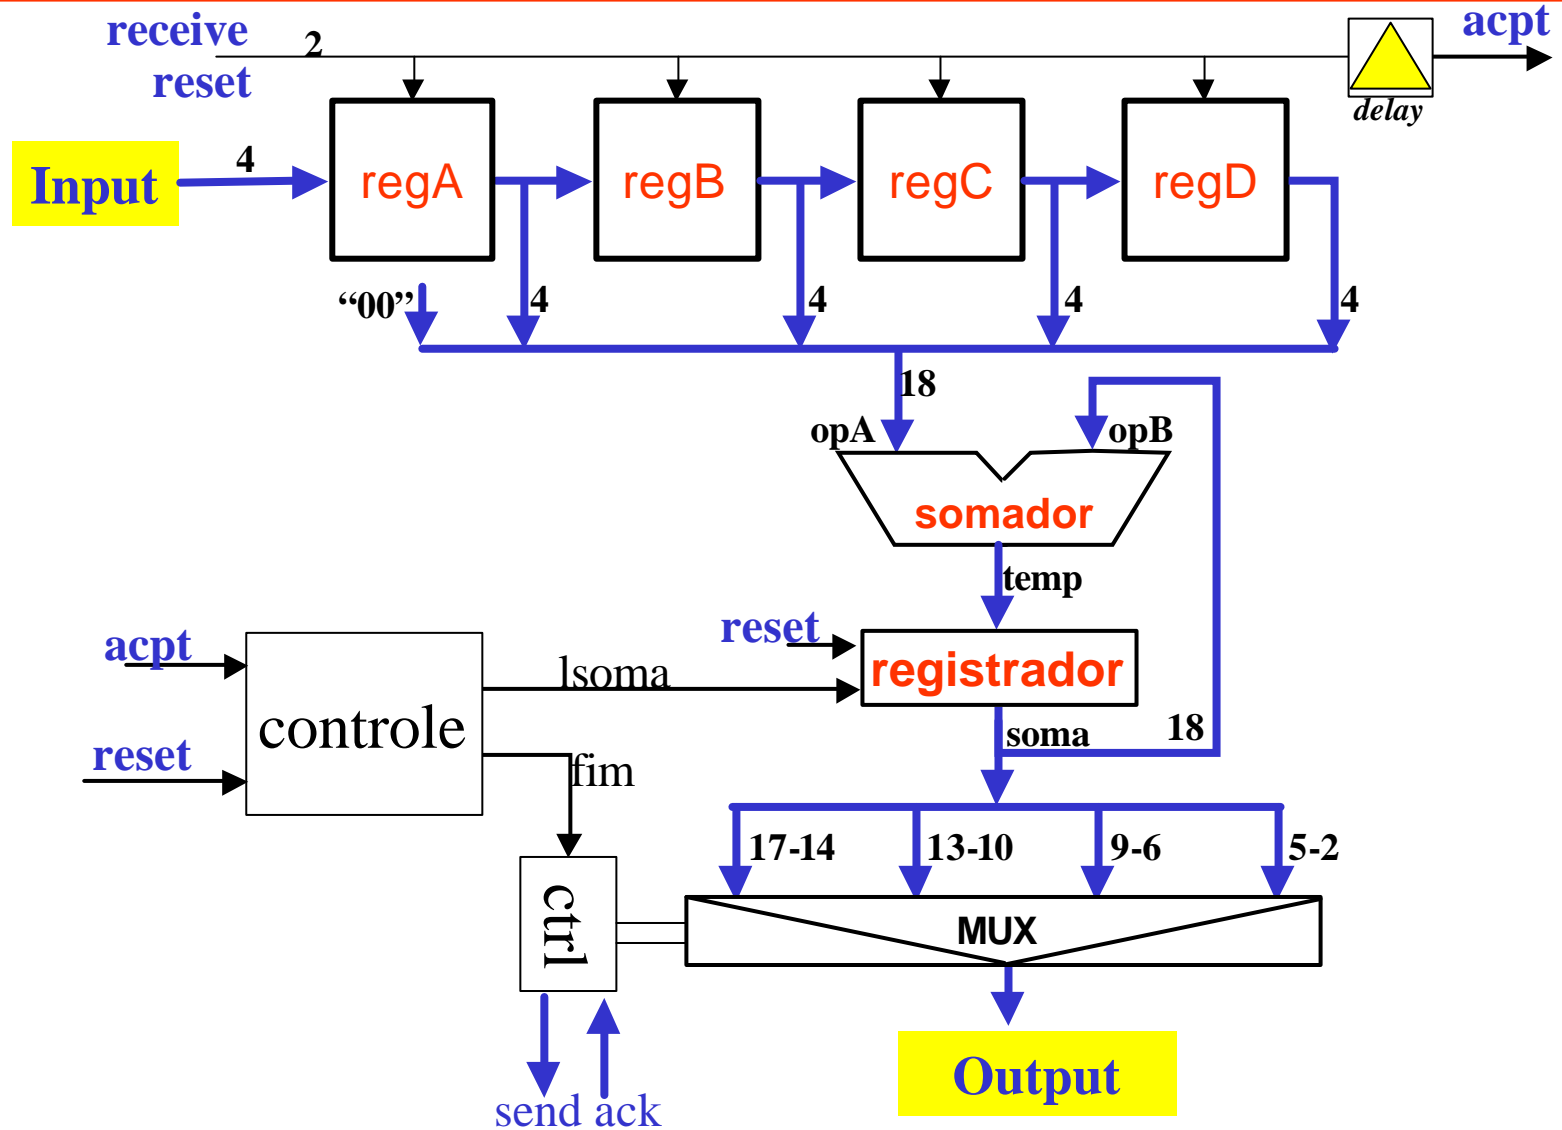 receive
2
acpt
reset
delay
Input
4
regA
regB
regC
regD
“00”
4
4
4
4
18
opA
opB
somador
temp
reset
acpt
lsoma
registrador
controle
reset
soma
18
fim
17-14
13-10
9-6
5-2
ctrl
MUX
Output
send ack